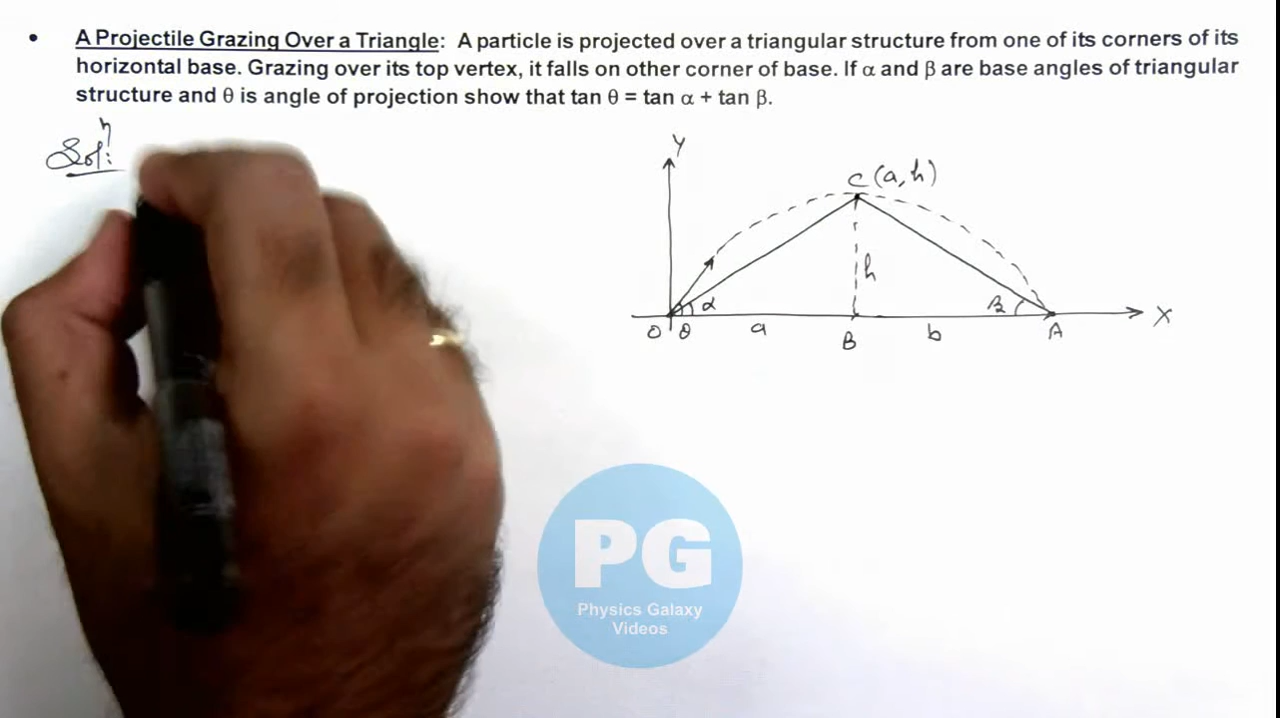 • A Projectile Grazing Over a Triangle: A particle is projected over a triangular structure from one of its corners of its
horizontal base. Grazing over its top vertex, it falls on other corner of base. If α and β are base angles of triangular
structure and θ is angle of projection show that tan θ = tan α + tan β.
Solⁿ:
Y
C (a, h)
h
α
β
O θ a B b A X
PG
Physics Galaxy
Videos